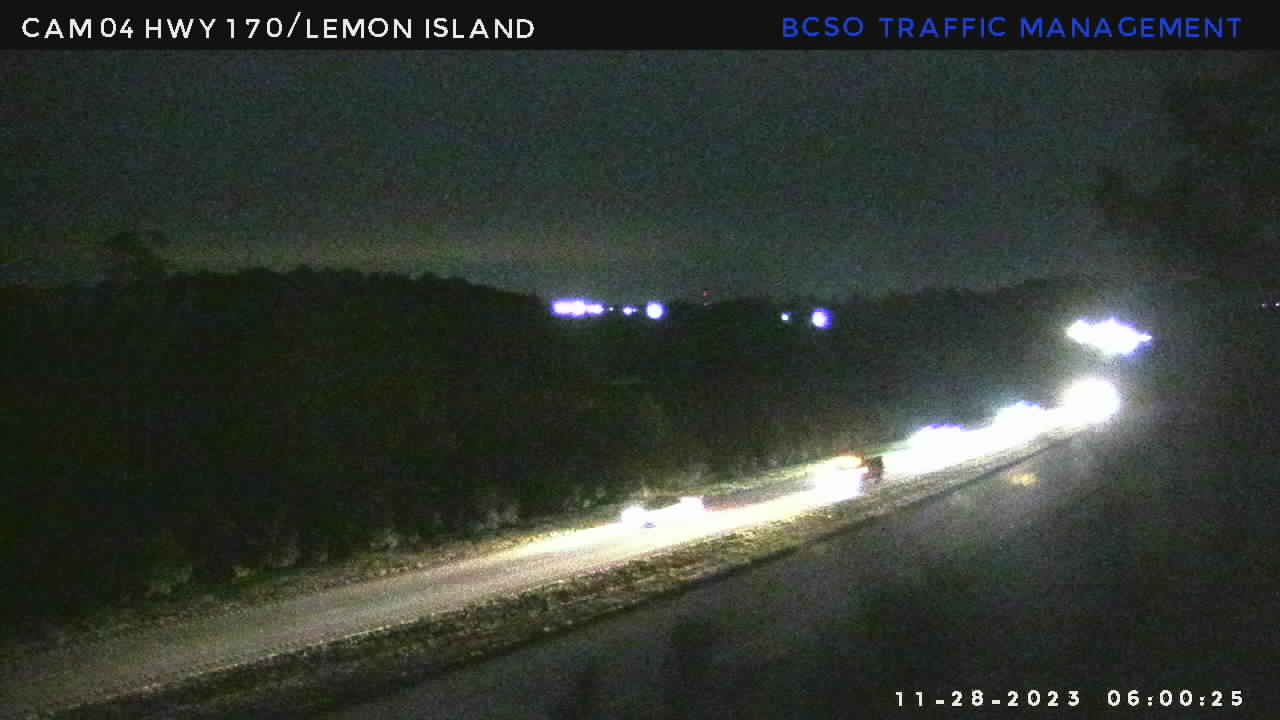 CAM04 HWY 170/LEMON ISLAND
BCSO TRAFFIC MANAGEMENT
11-28-2023 06:00:25